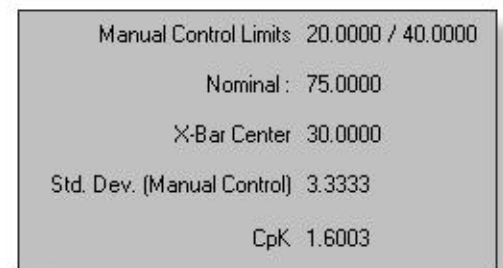 Manual Control Limits 20.0000 / 40.0000
Nominal : 75.0000
X-Bar Center 30.0000
Std. Dev. (Manual Control) 3.3333
CpK 1.6003